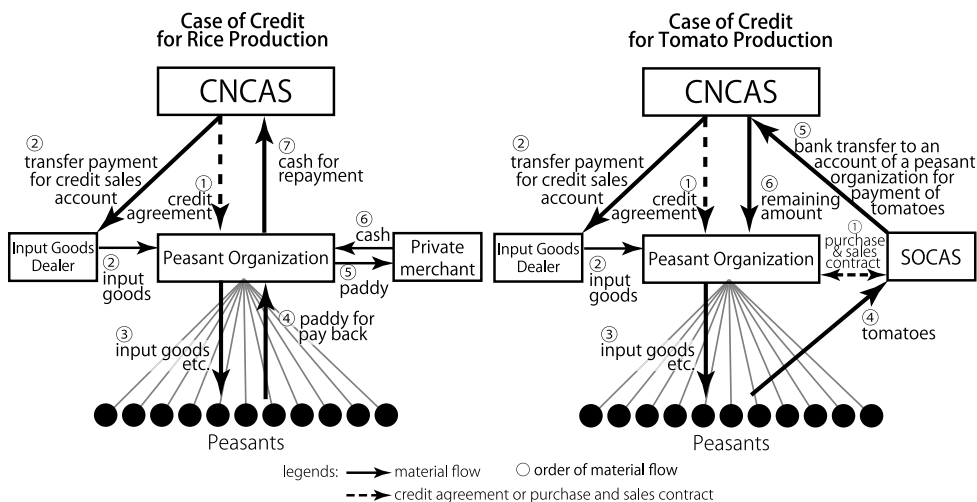 Case of Credit
for Rice Production
CNCAS
②
transfer payment
for credit sales
account
①
credit
agreement
⑦
cash for
repayment
Input Goods
Dealer
②
input
goods
Peasant Organization
⑥
cash
⑤
paddy
Private
merchant
③
input goods
etc.
④ paddy for
pay back
Peasants
Case of Credit
for Tomato Production
CNCAS
②
transfer payment
for credit sales
account
①
credit
agreement
⑥
remaining
amount
⑤
bank transfer to an
account of a peasant
organization for
payment of
tomatoes
Input Goods
Dealer
②
input
goods
Peasant Organization
①
purchase
& sales
contract
SOCAS
③
input goods
etc.
④
tomatoes
Peasants
legends: material flow ○ order of material flow
credit agreement or purchase and sales contract